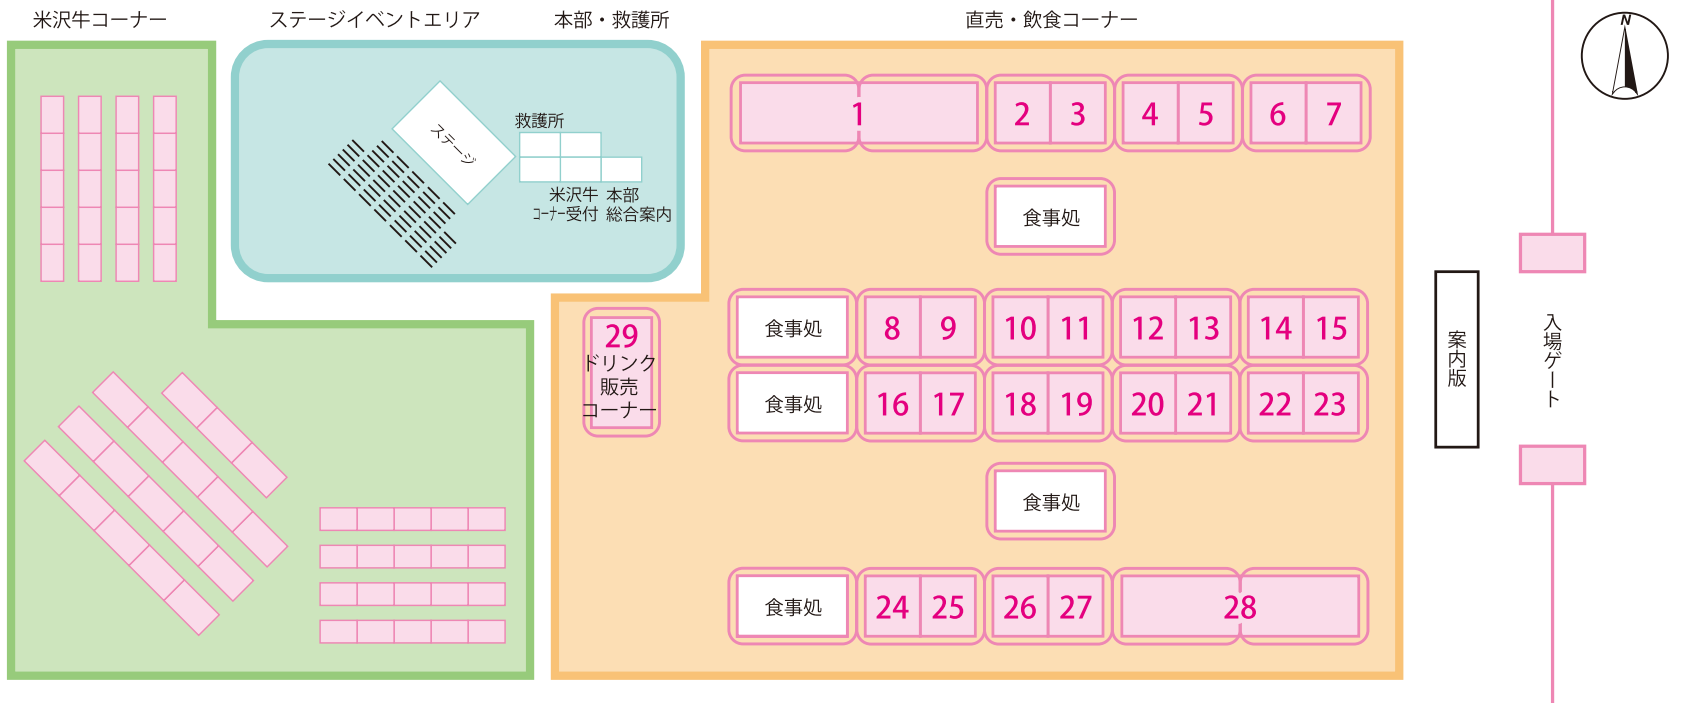 米沢牛コーナー
ステージイベントエリア
本部・救護所
直売・飲食コーナー
N
ステージ
救護所
米沢牛
コーナー受付
本部
総合案内
1
2
3
4
5
6
7
食事処
食事処
8
9
10
11
12
13
14
15
29
ドリンク
販売
コーナー
食事処
16
17
18
19
20
21
22
23
食事処
食事処
24
25
26
27
28
案内版
入場ゲート